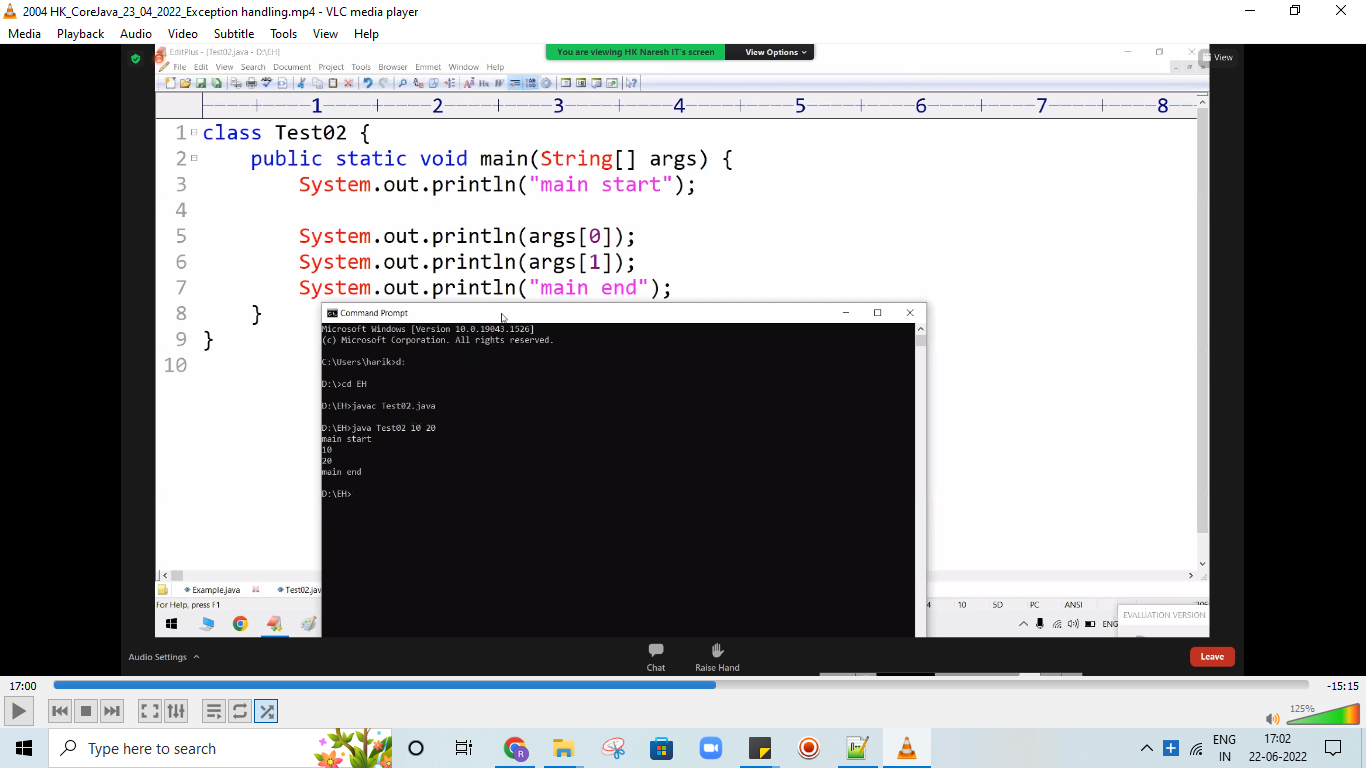 2004 HK_CoreJava_23_04_2022_Exception handling.mp4 - VLC media player
Media Playback Audio Video Subtitle Tools View Help
EditPlus - [Test02.java - D:\EH]
You are viewing HK Naresh IT's screen View Options
View
File Edit View Search Document Project Tools Browser Emmet Window Help
1 2 3 4 5 6 7 8
1 class Test02 {
2 public static void main(String[] args) {
3 System.out.println("main start");
4
5 System.out.println(args[0]);
6 System.out.println(args[1]);
7 System.out.println("main end");
8 }
9 }
10
Command Prompt
Microsoft Windows [Version 10.0.19043.1526]
(c) Microsoft Corporation. All rights reserved.
C:\Users\harik>d:
D:\>cd EH
D:\EH>javac Test02.java
D:\EH>java Test02 10 20
main start
10
20
main end
D:\EH>
Example.java Test02.jav
For Help, press F1
10 5D PC ANSI
EVALUATION VERSION
ENG
Audio Settings
Chat
Raise Hand
Leave
17:00
-15:15
125%
Type here to search
ENG
IN
17:02
22-06-2022